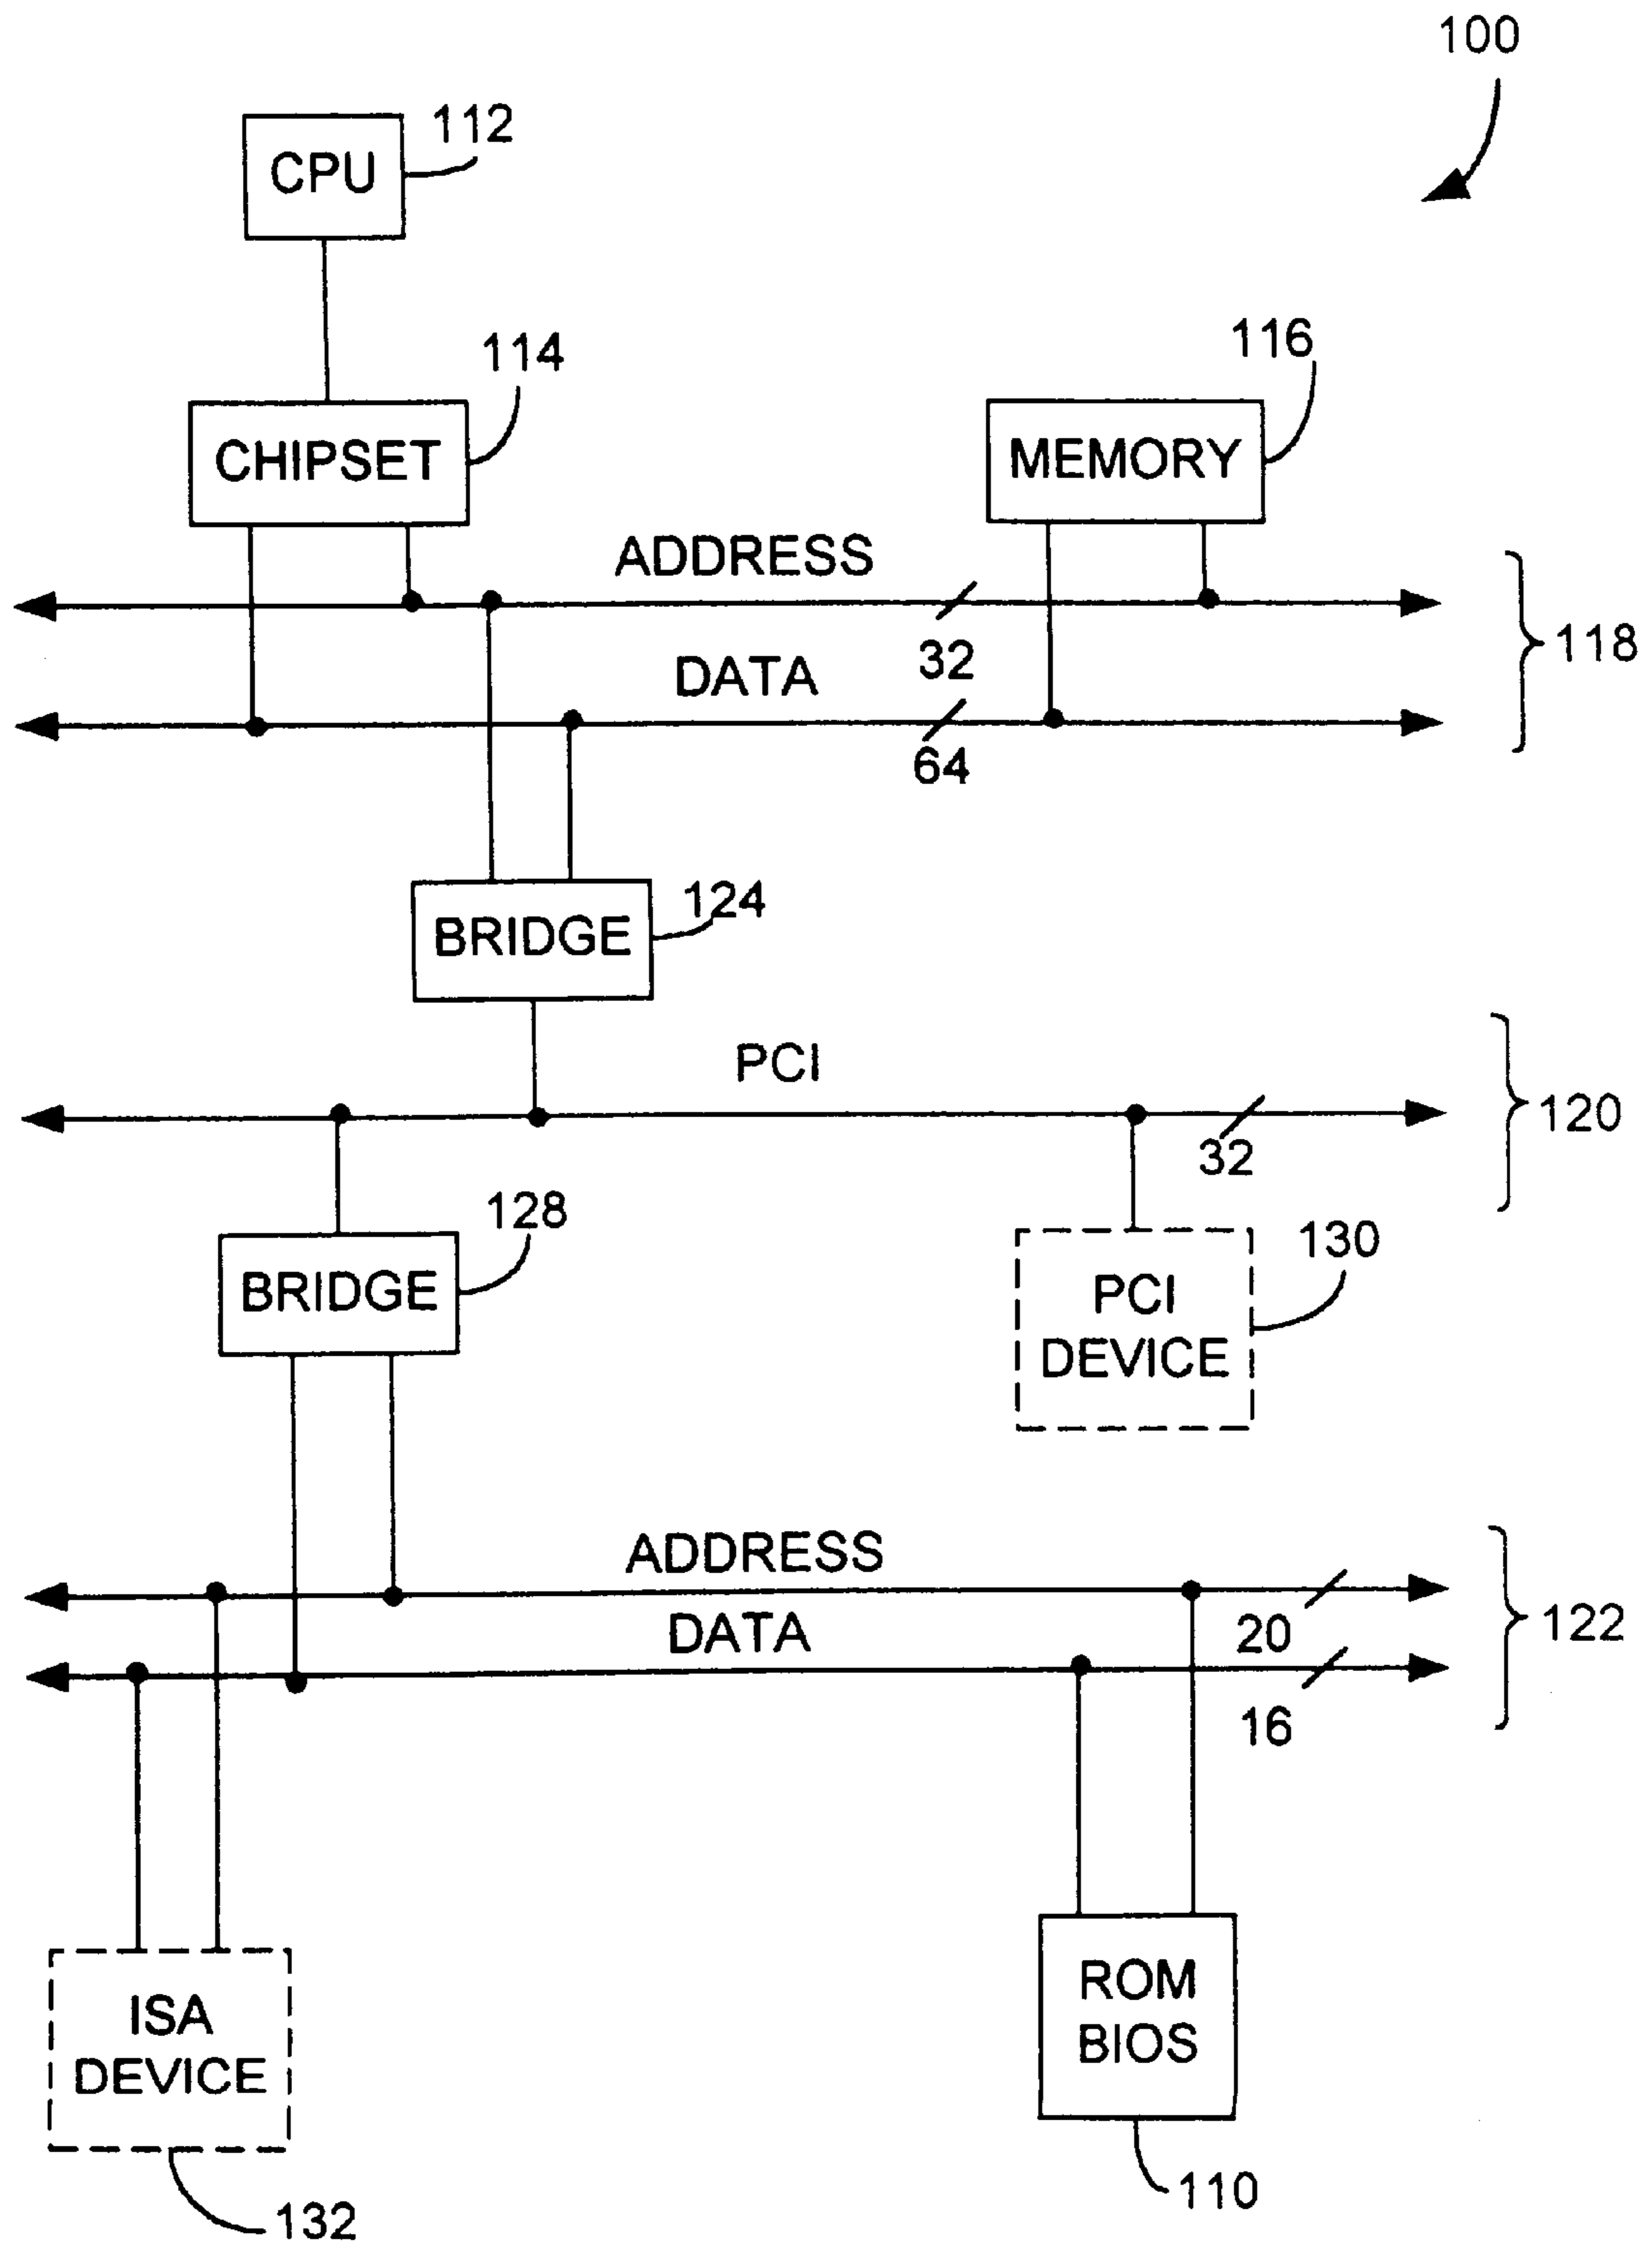 100
112
CPU
114
116
CHIPSET
MEMORY
ADDRESS
32
118
DATA
64
124
BRIDGE
PCI
32
120
128
BRIDGE
130
PCI
DEVICE
ADDRESS
20
122
DATA
16
ISA
DEVICE
ROM
BIOS
110
132